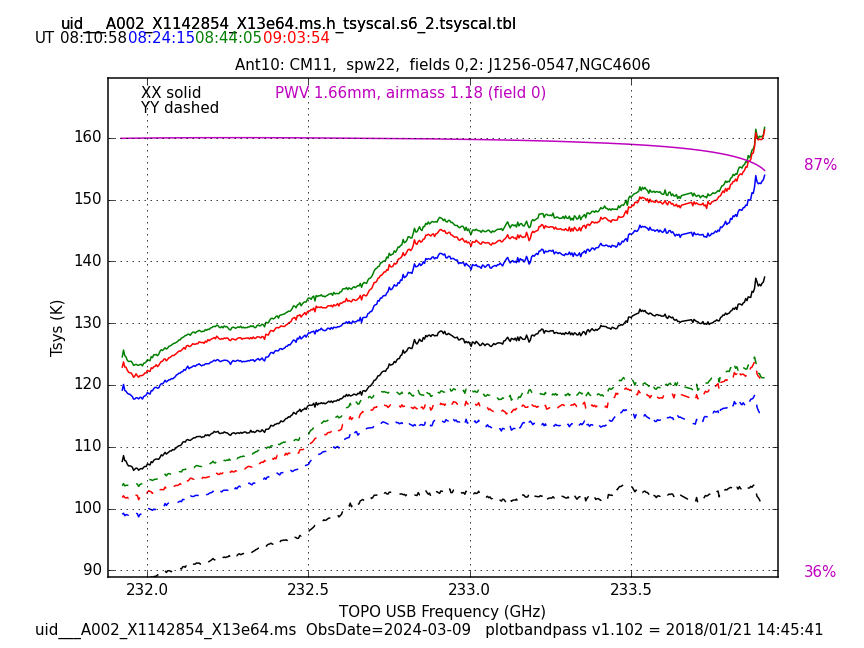 uid___A002_X1142854_X13e64.ms.h_tsyscal.s6_2.tsyscal.tbl
UT 08:10:58 08:24:15 08:44:05 09:03:54
Ant10: CM11,  spw22,  fields 0,2: J1256-0547,NGC4606
XX solid
PWV 1.66mm, airmass 1.18 (field 0)
YY dashed
160
87%
150
140
130
Tsys (K)
120
110
100
90
36%
232.0 232.5 233.0 233.5
TOPO USB Frequency (GHz)
uid___A002_X1142854_X13e64.ms  ObsDate=2024-03-09   plotbandpass v1.102 = 2018/01/21 14:45:41